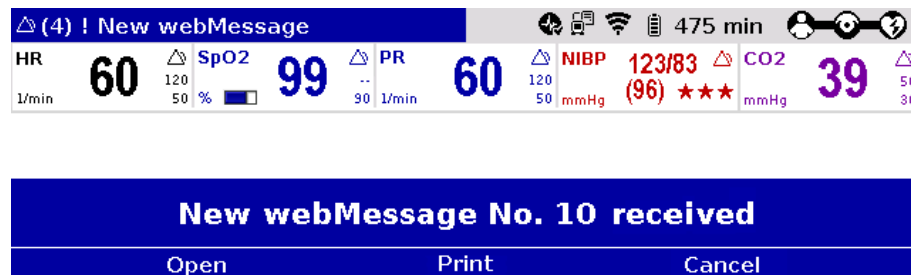 (4) ! New webMessage 475 min
HR 60 120 50 1/min
SpO2 99 -- 90 %
PR 60 120 50 1/min
NIBP 123/83 (96) ★★★ mmHg
CO2 39 mmHg
New webMessage No. 10 received
Open Print Cancel